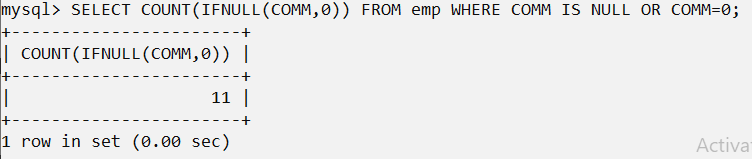 mysql> SELECT COUNT(IFNULL(COMM,0)) FROM emp WHERE COMM IS NULL OR COMM=0;
+-----------------------+
| COUNT(IFNULL(COMM,0)) |
+-----------------------+
|                    11 |
+-----------------------+
1 row in set (0.00 sec)
Activa